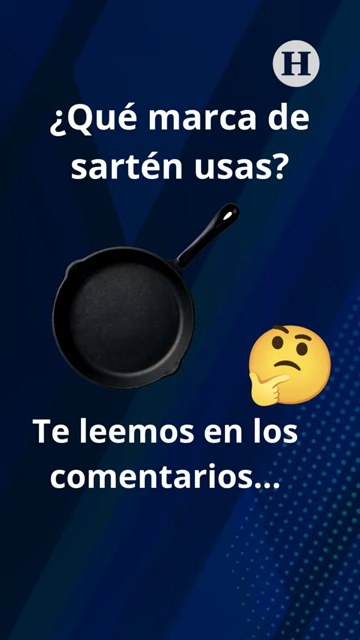 H
¿Qué marca de
sartén usas?
Te leemos en los
comentarios...